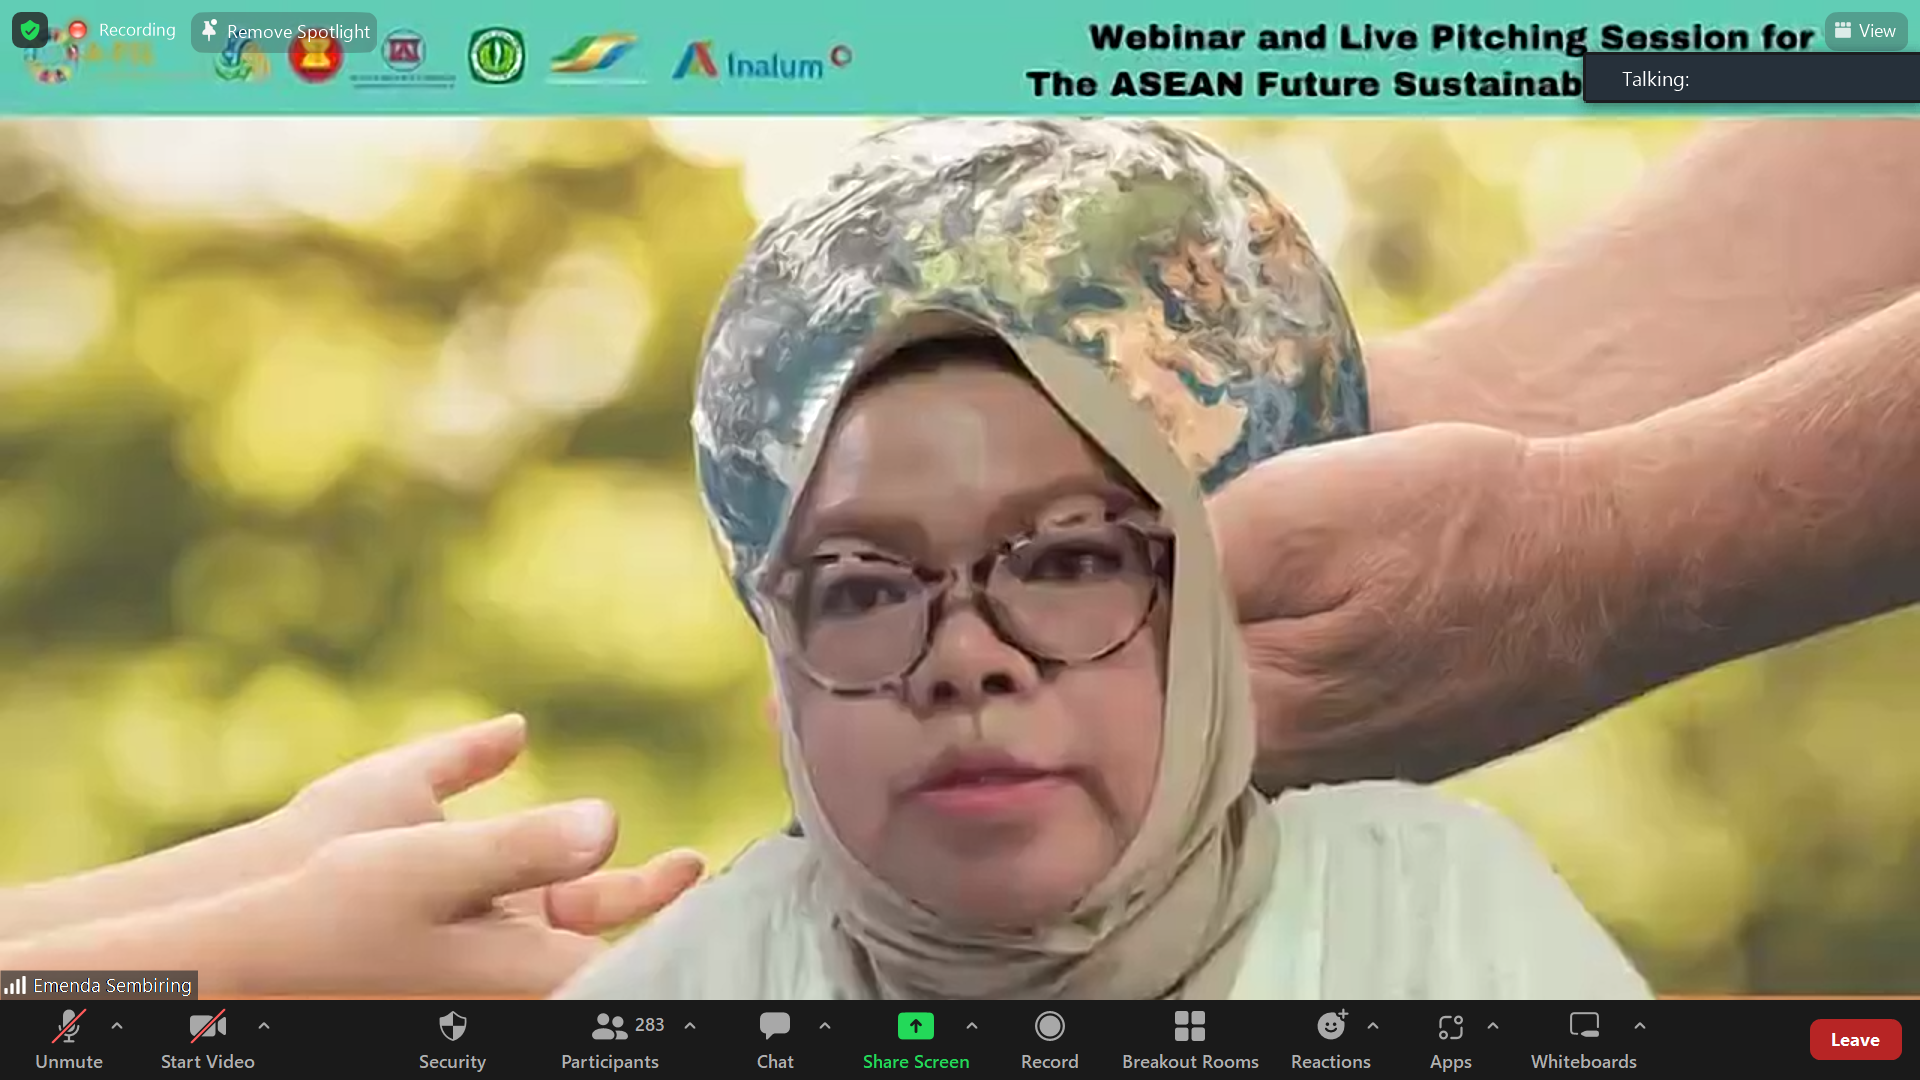 Recording
Remove Spotlight
View
Inalum
Webinar and Live Pitching Session for
The ASEAN Future Sustainab
Talking:
Emenda Sembiring
Unmute
Start Video
Security
283
Participants
Chat
Share Screen
Record
Breakout Rooms
Reactions
Apps
Whiteboards
Leave